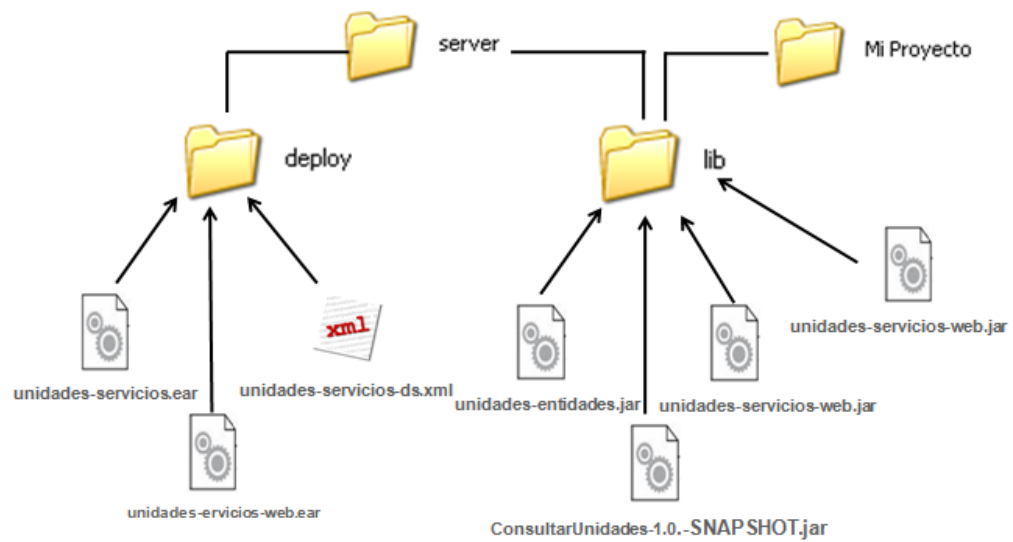 server
Mi Proyecto
deploy
lib
unidades-servicios-web.jar
xml
unidades-servicios.ear
unidades-servicios-ds.xml
unidades-entidades.jar
unidades-servicios-web.jar
unidades-ervicios-web.ear
ConsultarUnidades-1.0.-SNAPSHOT.jar